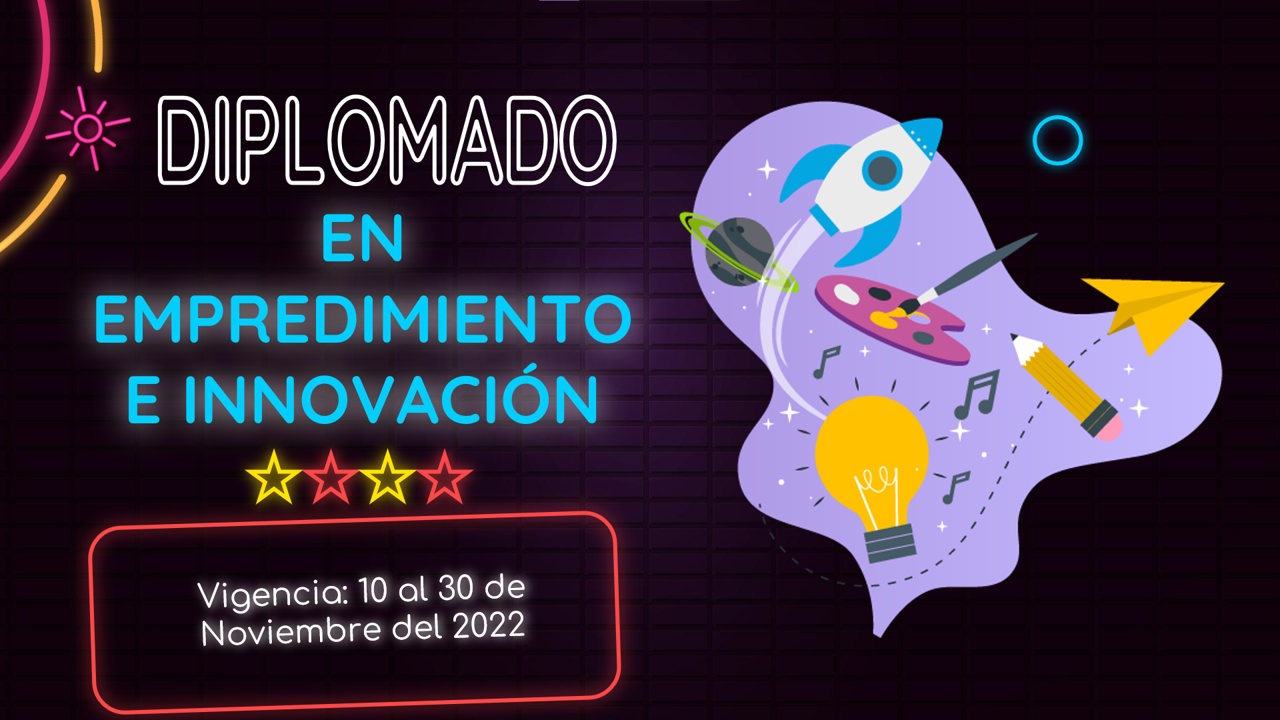 DIPLOMADO
EN
EMPREDIMIENTO
E INNOVACIÓN
Vigencia: 10 al 30 de
Noviembre del 2022